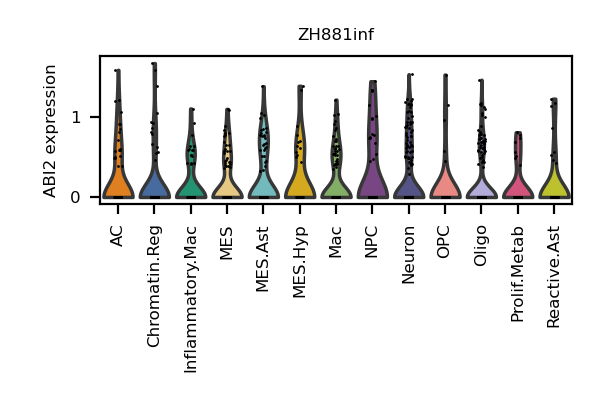 ZH881inf
ABI2 expression
1
0
AC
Chromatin.Reg
Inflammatory.Mac
MES
MES.Ast
MES.Hyp
Mac
NPC
Neuron
OPC
Oligo
Prolif.Metab
Reactive.Ast